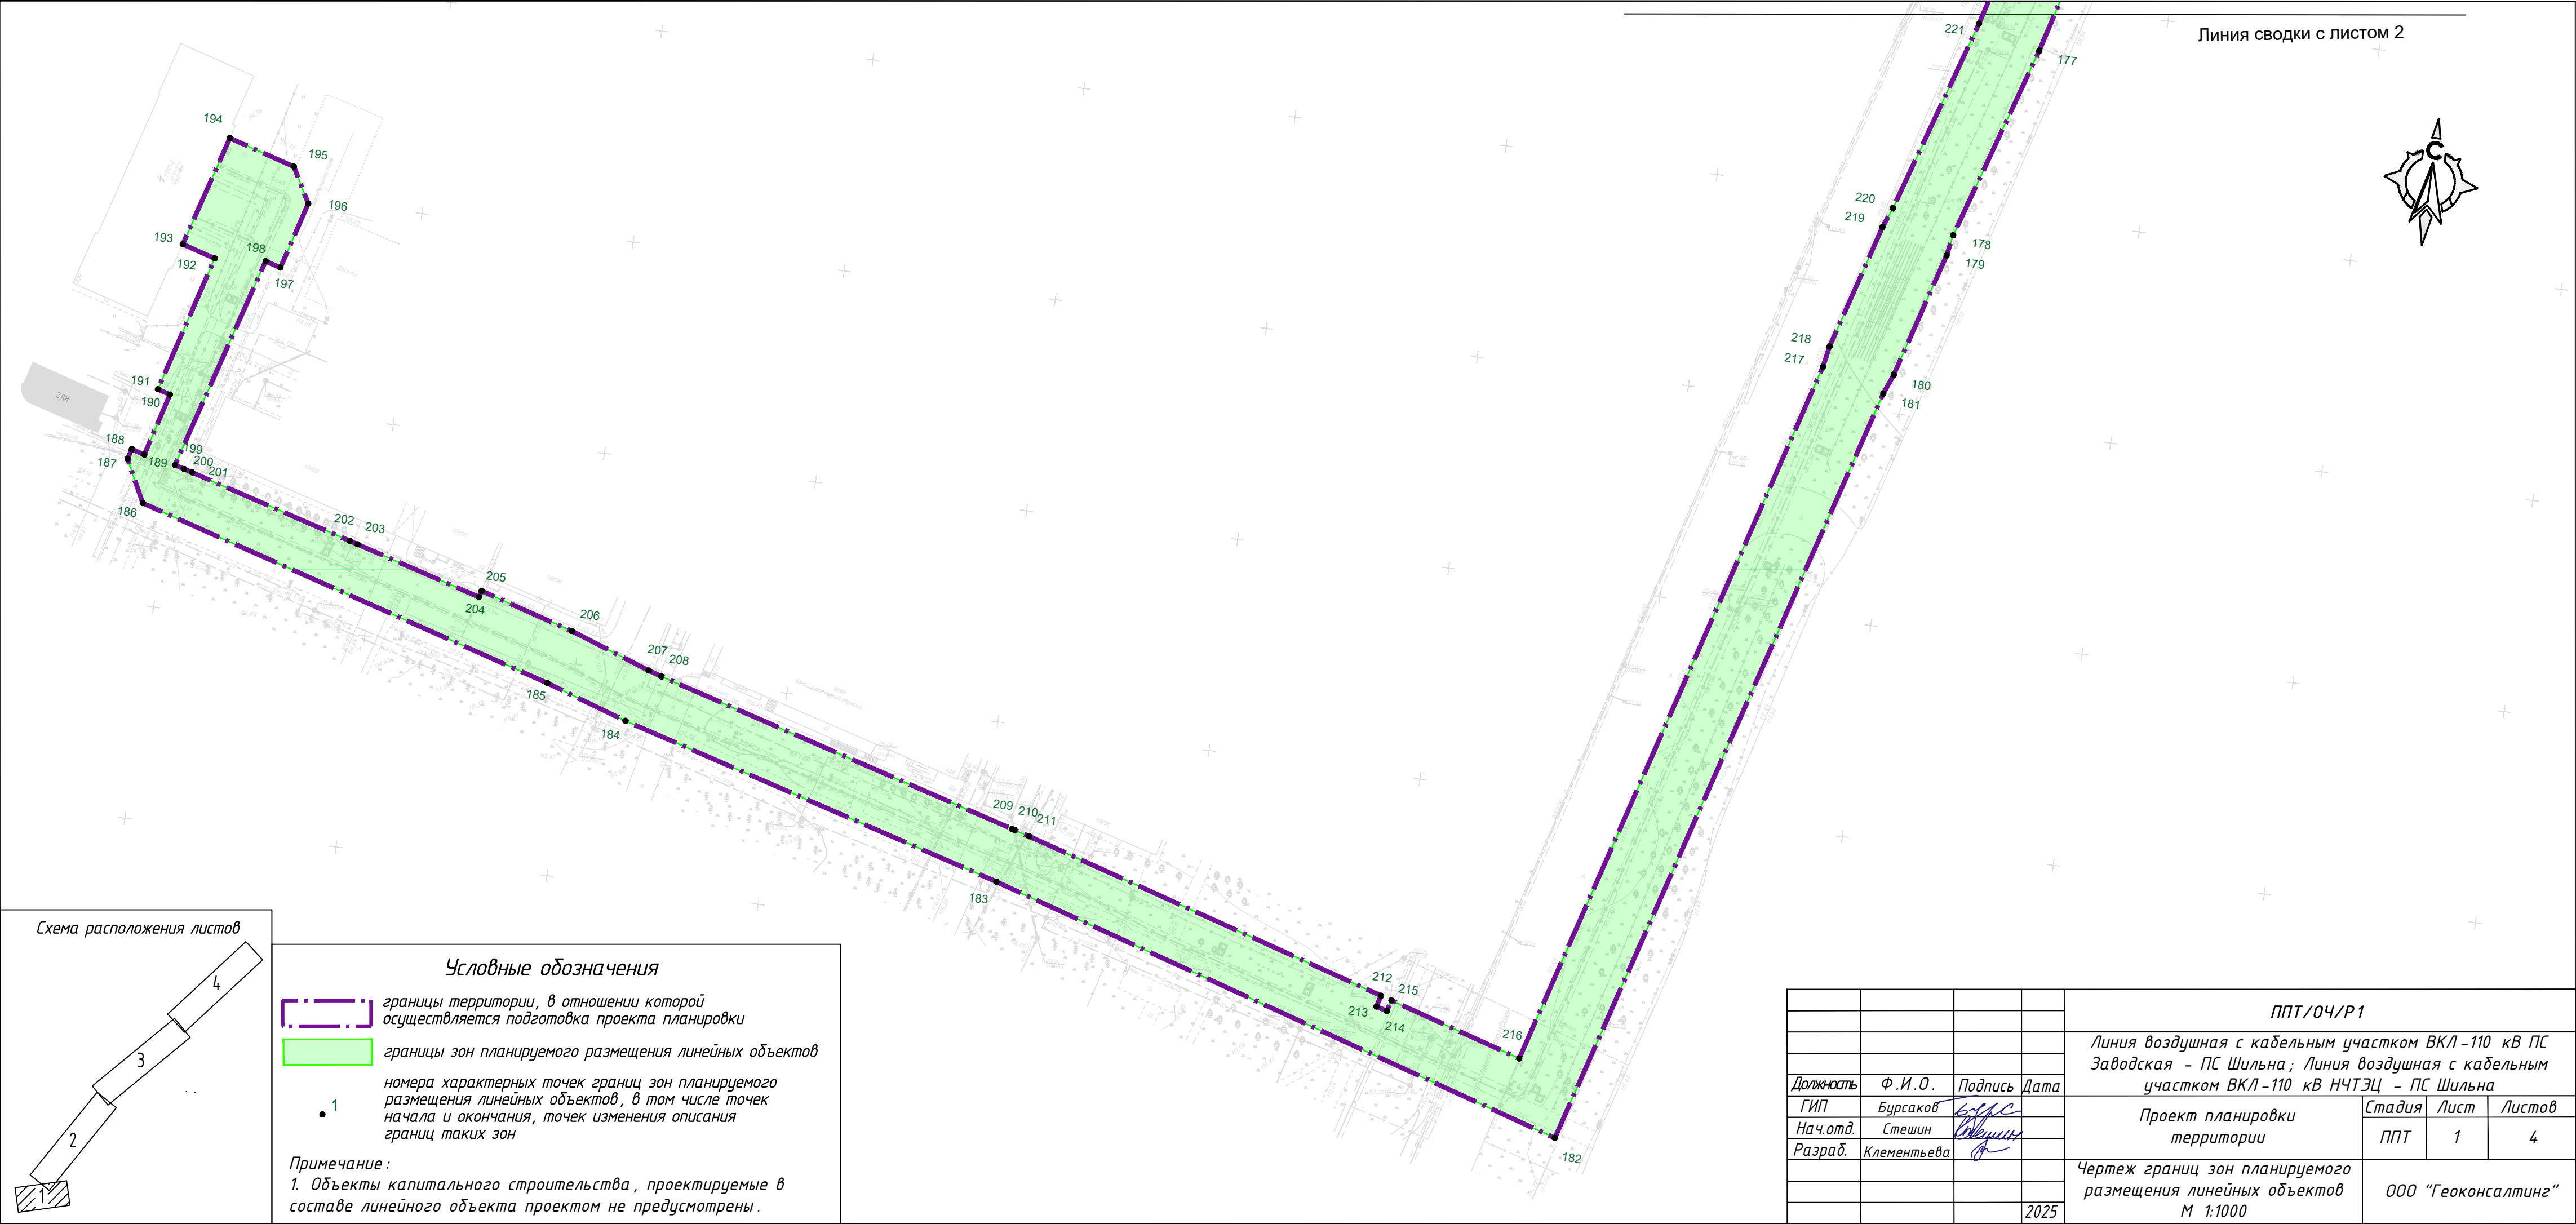 Линия сводки с листом 2
221
177
С
194
195
196
193
198
192
197
220
219
178
179
218
217
191
190
180
181
2КН
188
187
189
199
200
201
186
202
203
205
204
206
207
208
185
184
209
210
211
183
212
215
213
214
216
182
Схема расположения листов
4
3
2
1
Условные обозначения
границы территории, в отношении которой
осуществляется подготовка проекта планировки
границы зон планируемого размещения линейных объектов
1
номера характерных точек границ зон планируемого
размещения линейных объектов, в том числе точек
начала и окончания, точек изменения описания
границ таких зон
Примечание:
1. Объекты капитального строительства, проектируемые в
составе линейного объекта проектом не предусмотрены.
ППТ/ОЧ/Р1
Линия воздушная с кабельным участком ВКЛ-110 кВ ПС
Заводская - ПС Шильна; Линия воздушная с кабельным
участком ВКЛ-110 кВ НЧТЭЦ - ПС Шильна
Должность Ф.И.О. Подпись Дата
ГИП Бурсаков
Нач.отд. Стешин
Разраб. Клементьева
Проект планировки
территории
Стадия Лист Листов
ППТ 1 4
Чертеж границ зон планируемого
размещения линейных объектов
М 1:1000
ООО "Геоконсалтинг"
2025